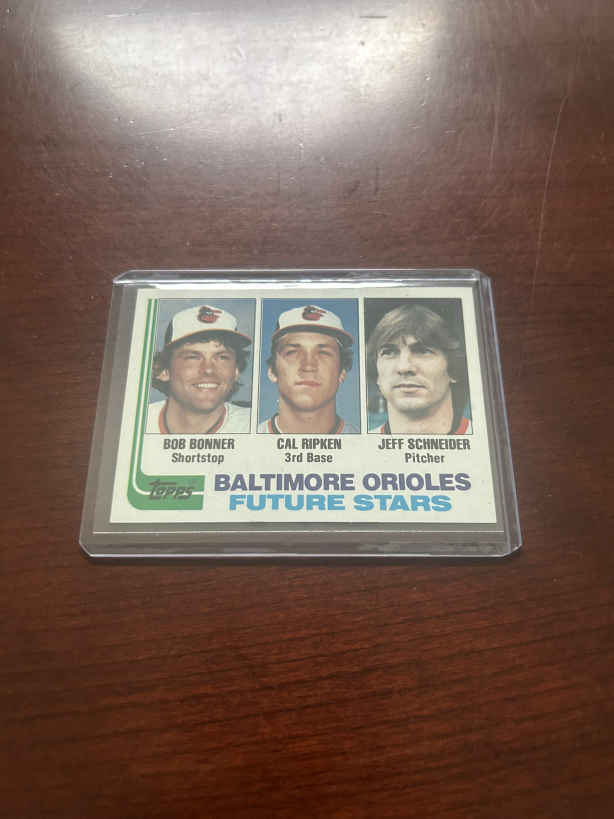 BOB BONNER
Shortstop
CAL RIPKEN
3rd Base
JEFF SCHNEIDER
Pitcher
Topps
BALTIMORE ORIOLES
FUTURE STARS